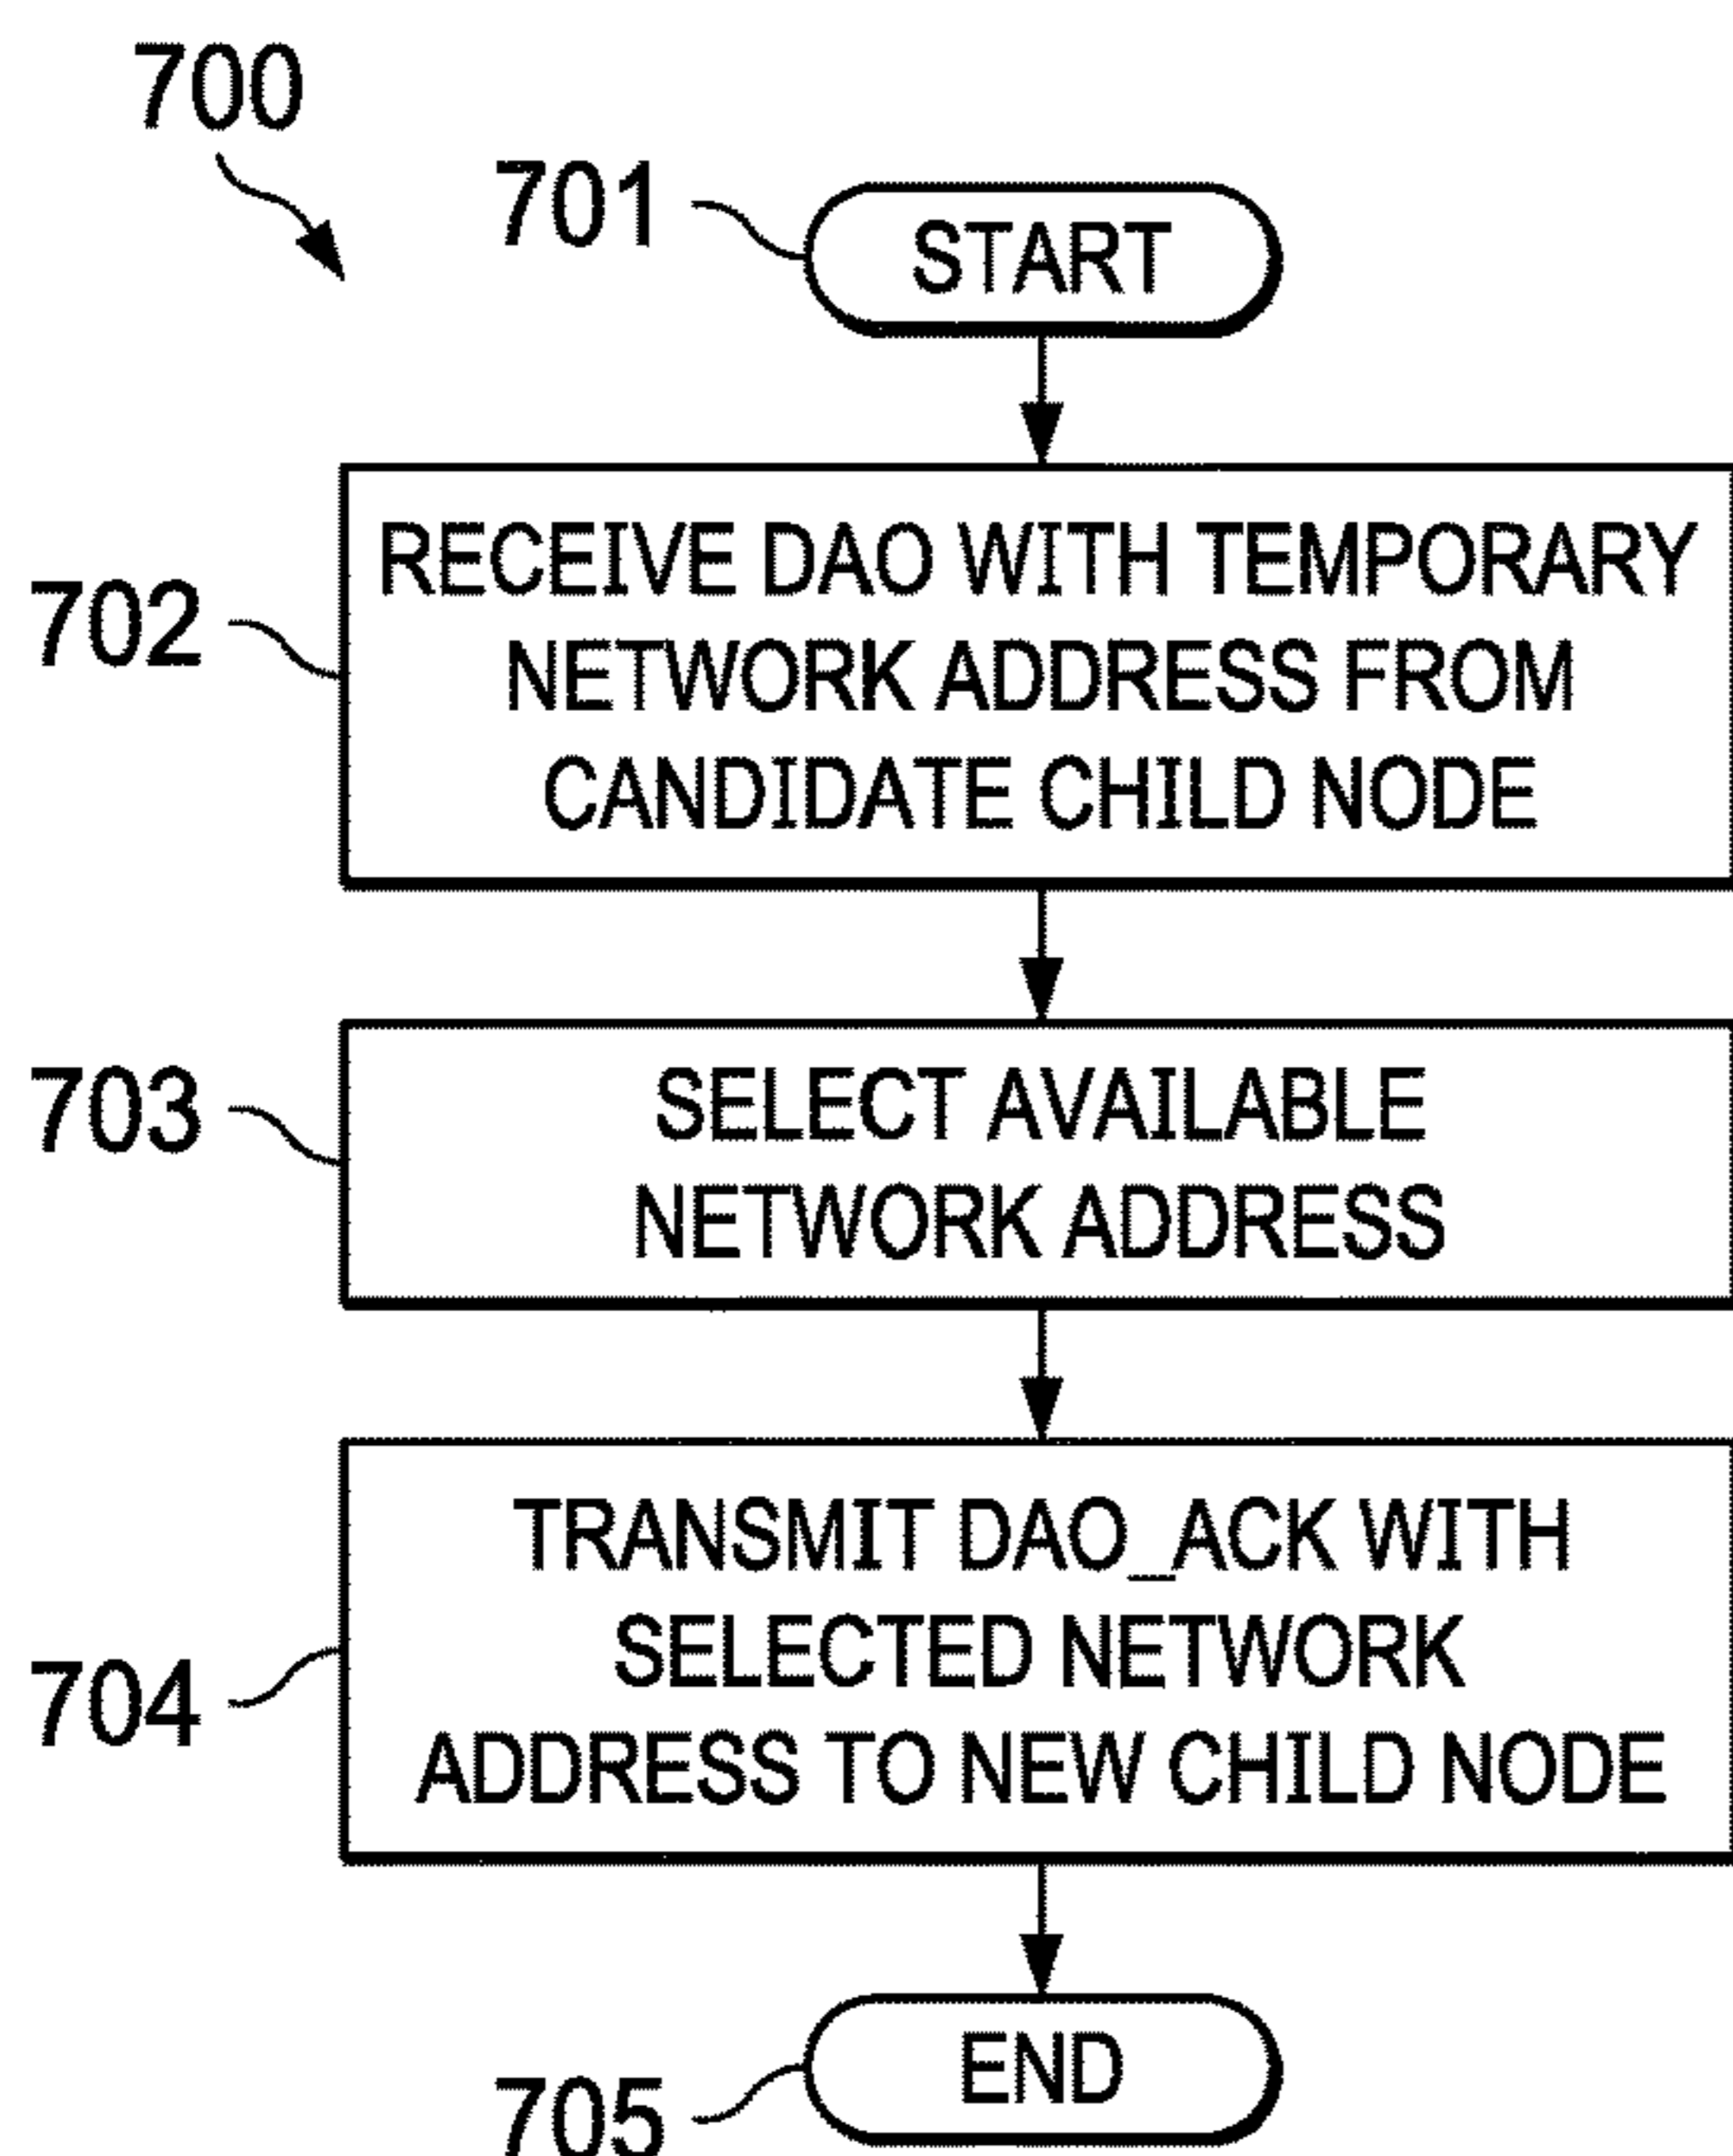 700
701
START
702
RECEIVE DAO WITH TEMPORARY
NETWORK ADDRESS FROM
CANDIDATE CHILD NODE
703
SELECT AVAILABLE
NETWORK ADDRESS
704
TRANSMIT DAO_ACK WITH
SELECTED NETWORK
ADDRESS TO NEW CHILD NODE
705
END